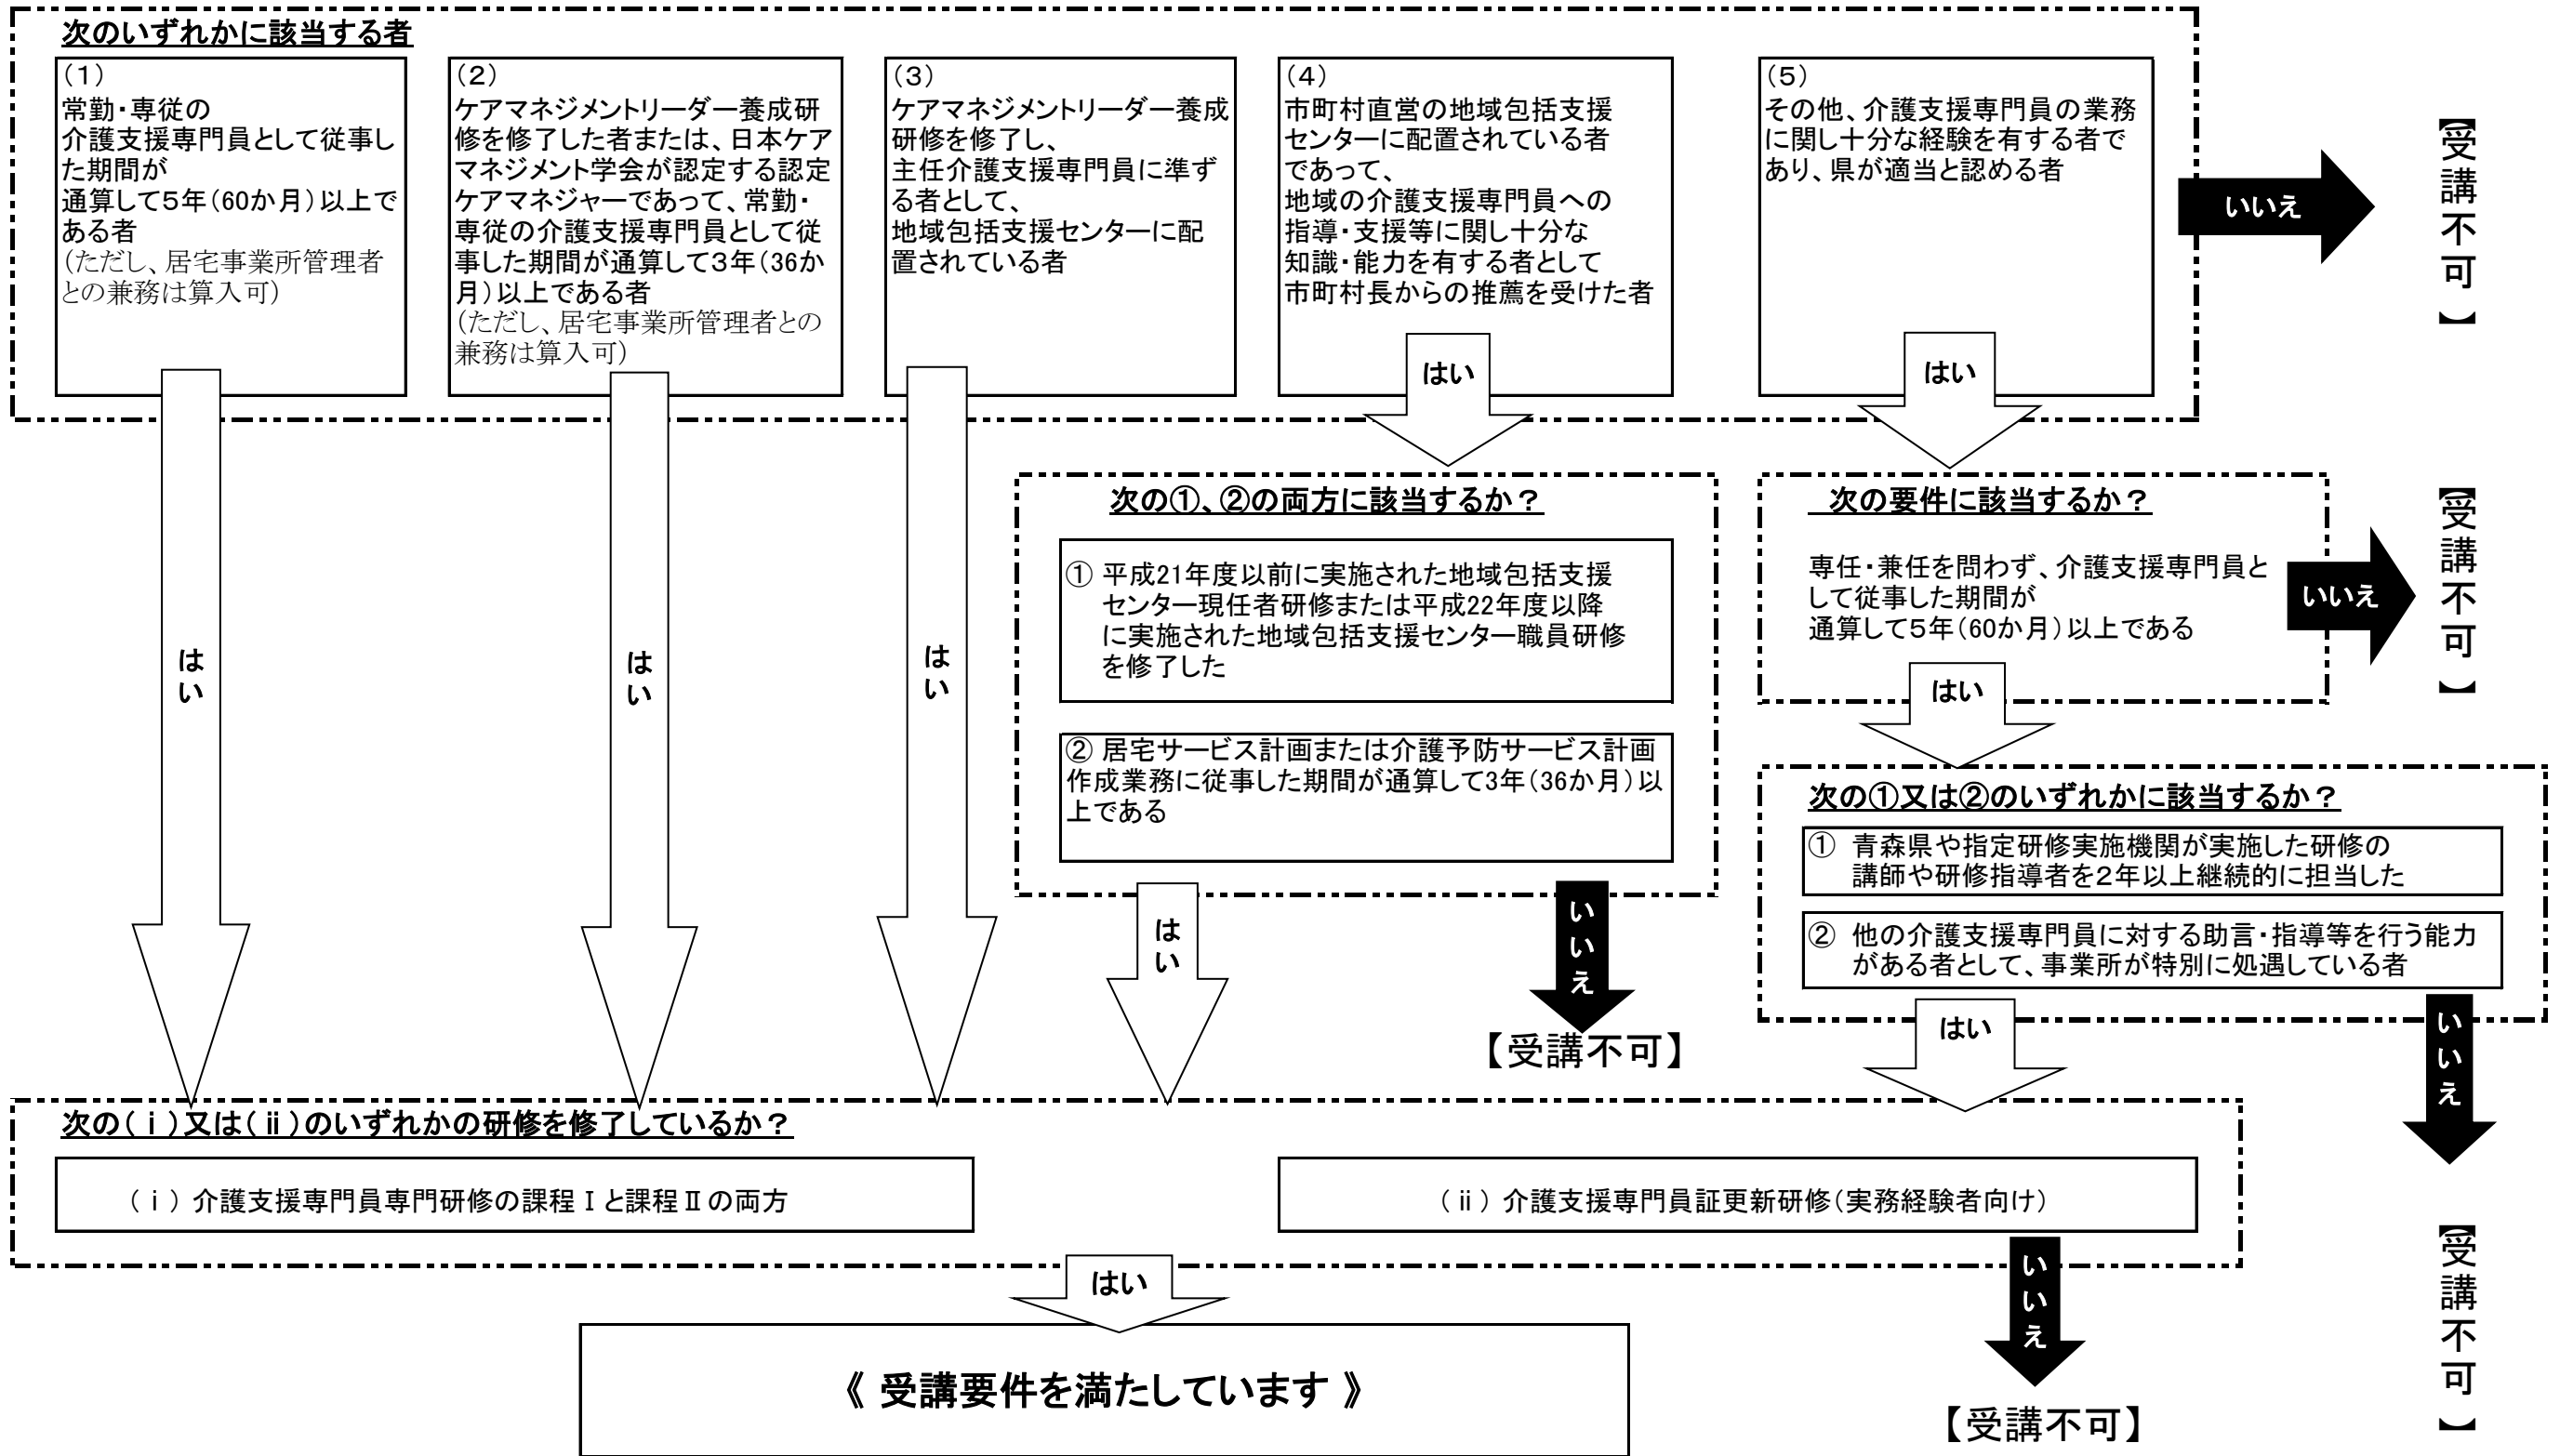 次のいずれかに該当する者
(1)
常勤・専従の
介護支援専門員として従事し
た期間が
通算して5年(60か月)以上で
ある者
(ただし、居宅事業所管理者
との兼務は算入可)
(2)
ケアマネジメントリーダー養成研
修を修了した者または、日本ケア
マネジメント学会が認定する認定
ケアマネジャーであって、常勤・
専従の介護支援専門員として従
事した期間が通算して3年(36か
月)以上である者
(ただし、居宅事業所管理者との
兼務は算入可)
(3)
ケアマネジメントリーダー養成
研修を修了し、
主任介護支援専門員に準ず
る者として、
地域包括支援センターに配
置されている者
(4)
市町村直営の地域包括支援
センターに配置されている者
であって、
地域の介護支援専門員への
指導・支援等に関し十分な
知識・能力を有する者として
市町村長からの推薦を受けた者
(5)
その他、介護支援専門員の業務
に関し十分な経験を有する者で
あり、県が適当と認める者
いいえ
【受講不可】
はい
はい
はい
はい
はい
次の①、②の両方に該当するか?
① 平成21年度以前に実施された地域包括支援
センター現任者研修または平成22年度以降
に実施された地域包括支援センター職員研修
を修了した
② 居宅サービス計画または介護予防サービス計画
作成業務に従事した期間が通算して3年(36か月)以
上である
はい
いいえ
【受講不可】
次の要件に該当するか?
専任・兼任を問わず、介護支援専門員と
して従事した期間が
通算して5年(60か月)以上である
いいえ
【受講不可】
はい
次の①又は②のいずれかに該当するか?
① 青森県や指定研修実施機関が実施した研修の
講師や研修指導者を2年以上継続的に担当した
② 他の介護支援専門員に対する助言・指導等を行う能力
がある者として、事業所が特別に処遇している者
はい
いいえ
【受講不可】
次の(ⅰ)又は(ⅱ)のいずれかの研修を修了しているか?
(ⅰ)介護支援専門員専門研修の課程Ⅰと課程Ⅱの両方
(ⅱ)介護支援専門員証更新研修(実務経験者向け)
はい
いいえ
【受講不可】
《 受講要件を満たしています 》